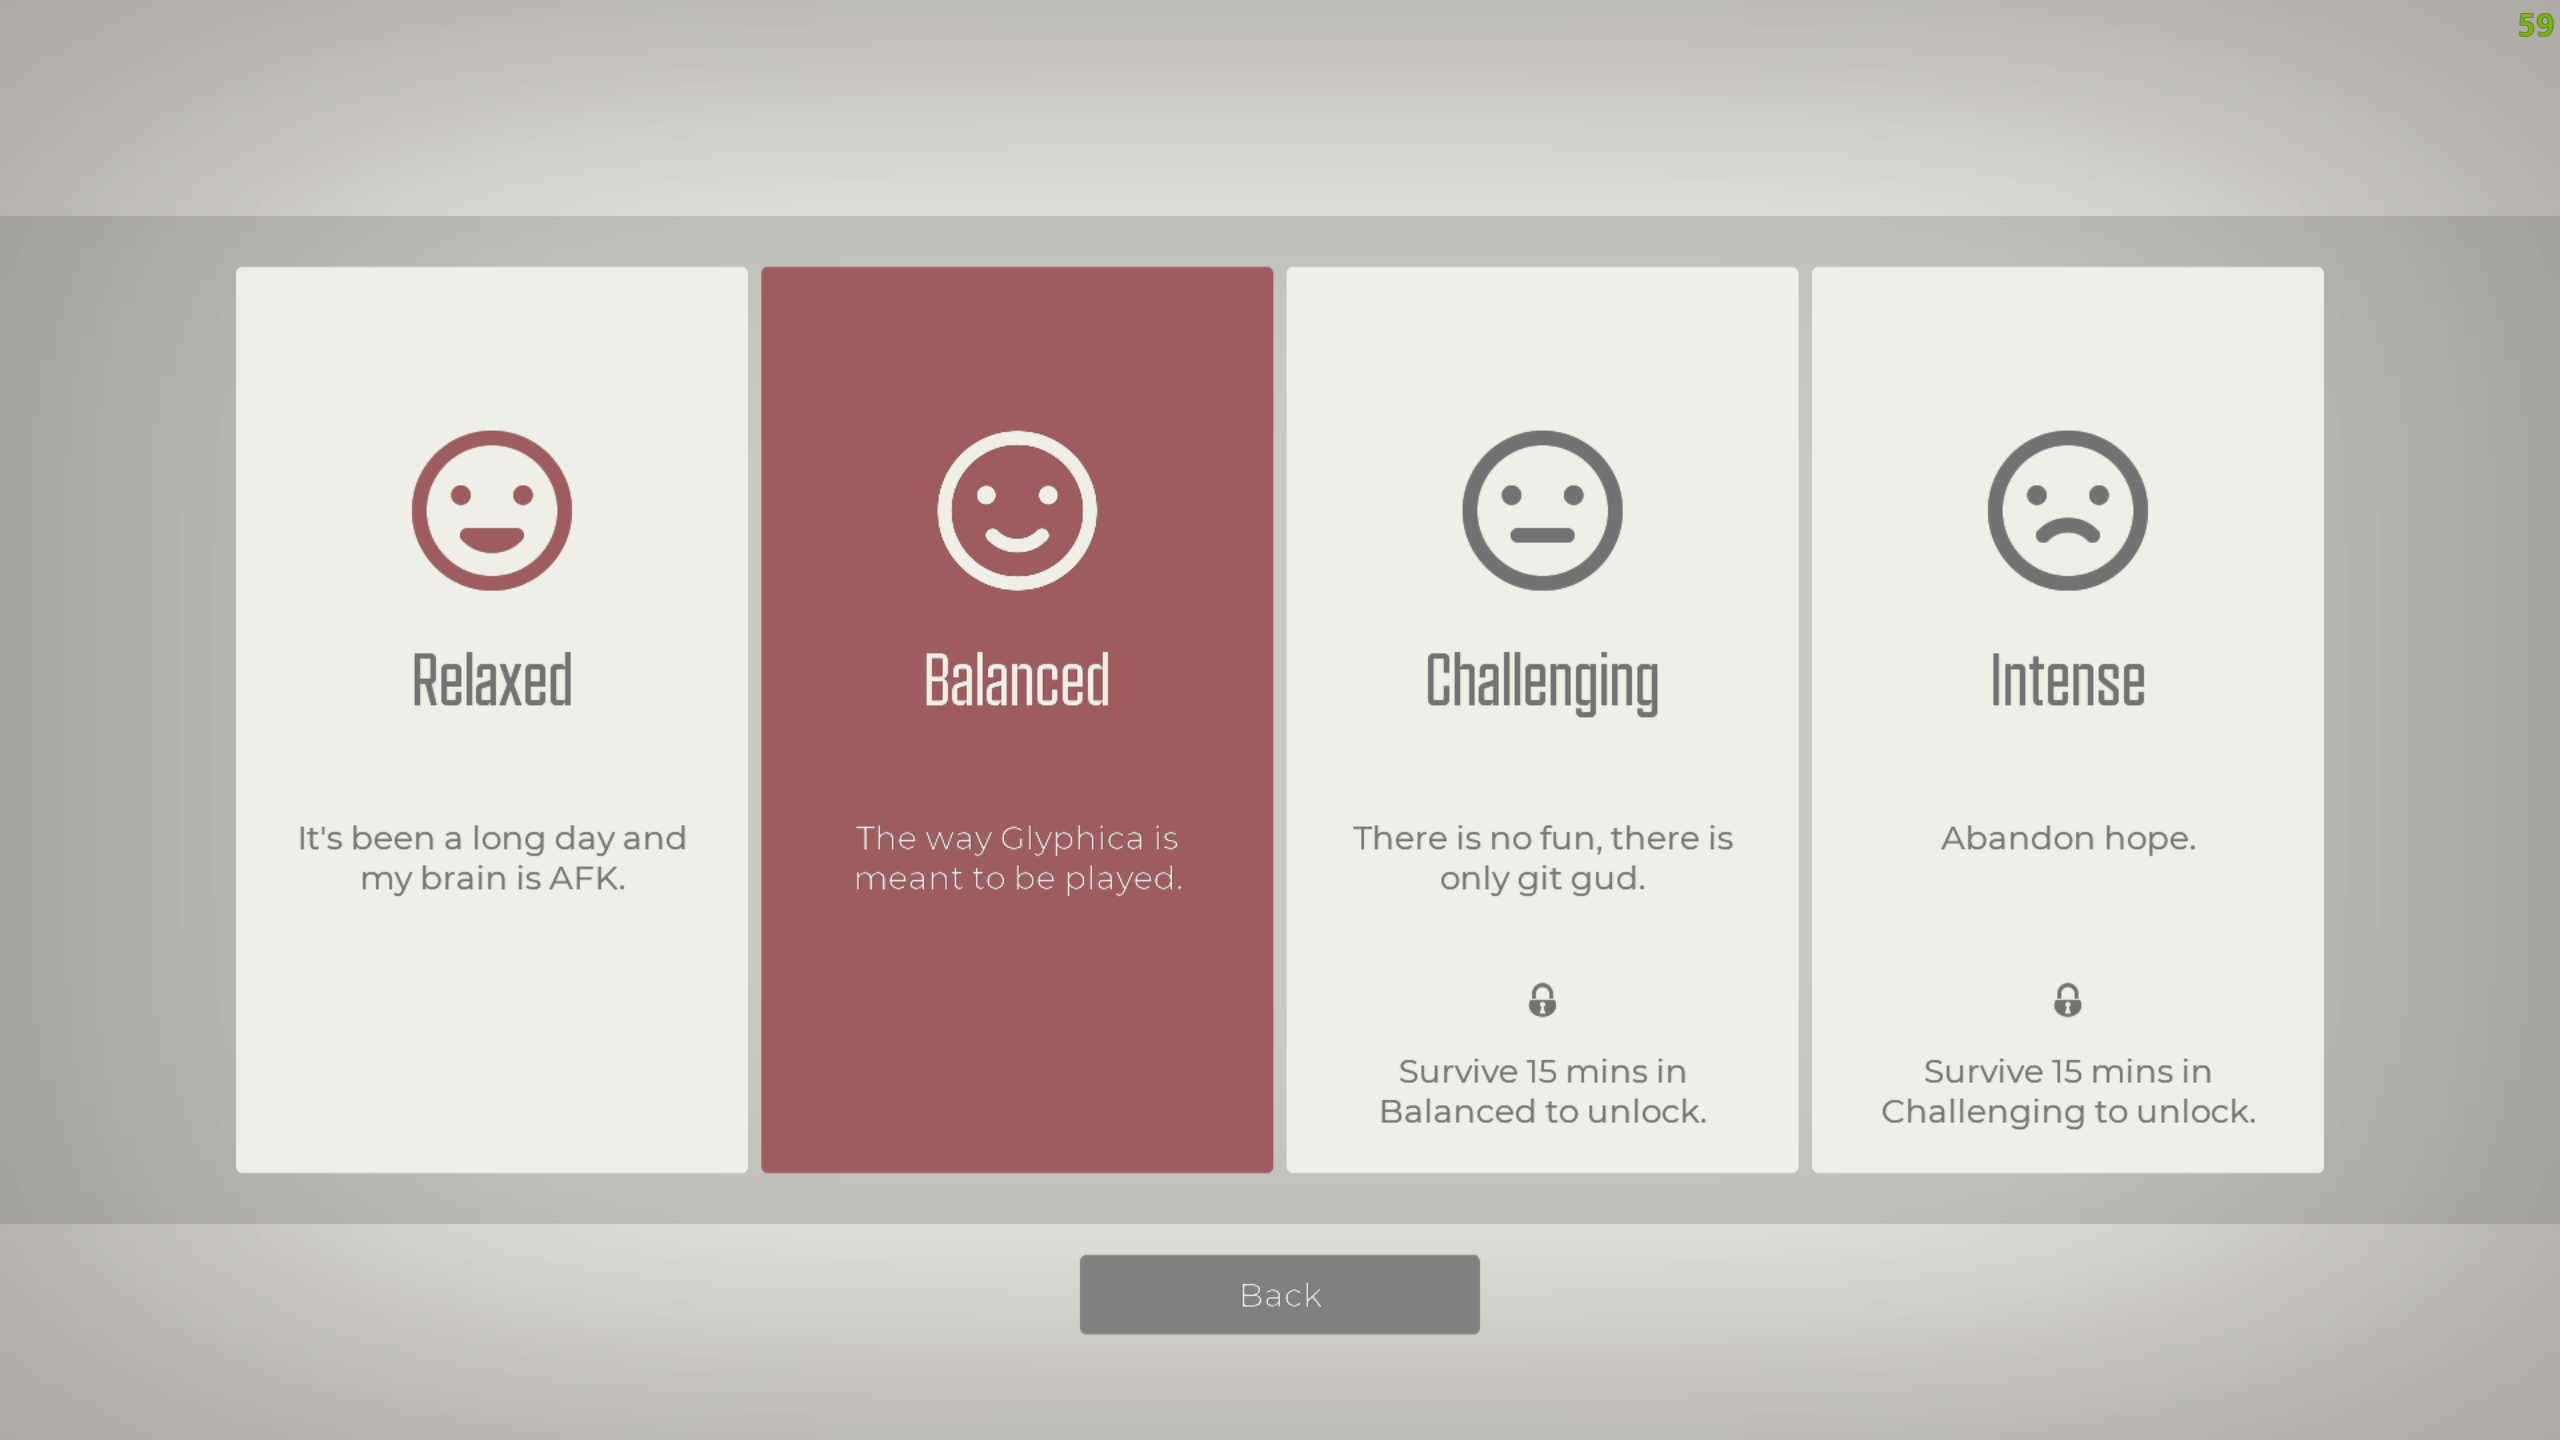 59
Relaxed
It's been a long day and
my brain is AFK.
Balanced
The way Glyphica is
meant to be played.
Challenging
There is no fun, there is
only git gud.
Survive 15 mins in
Balanced to unlock.
Intense
Abandon hope.
Survive 15 mins in
Challenging to unlock.
Back